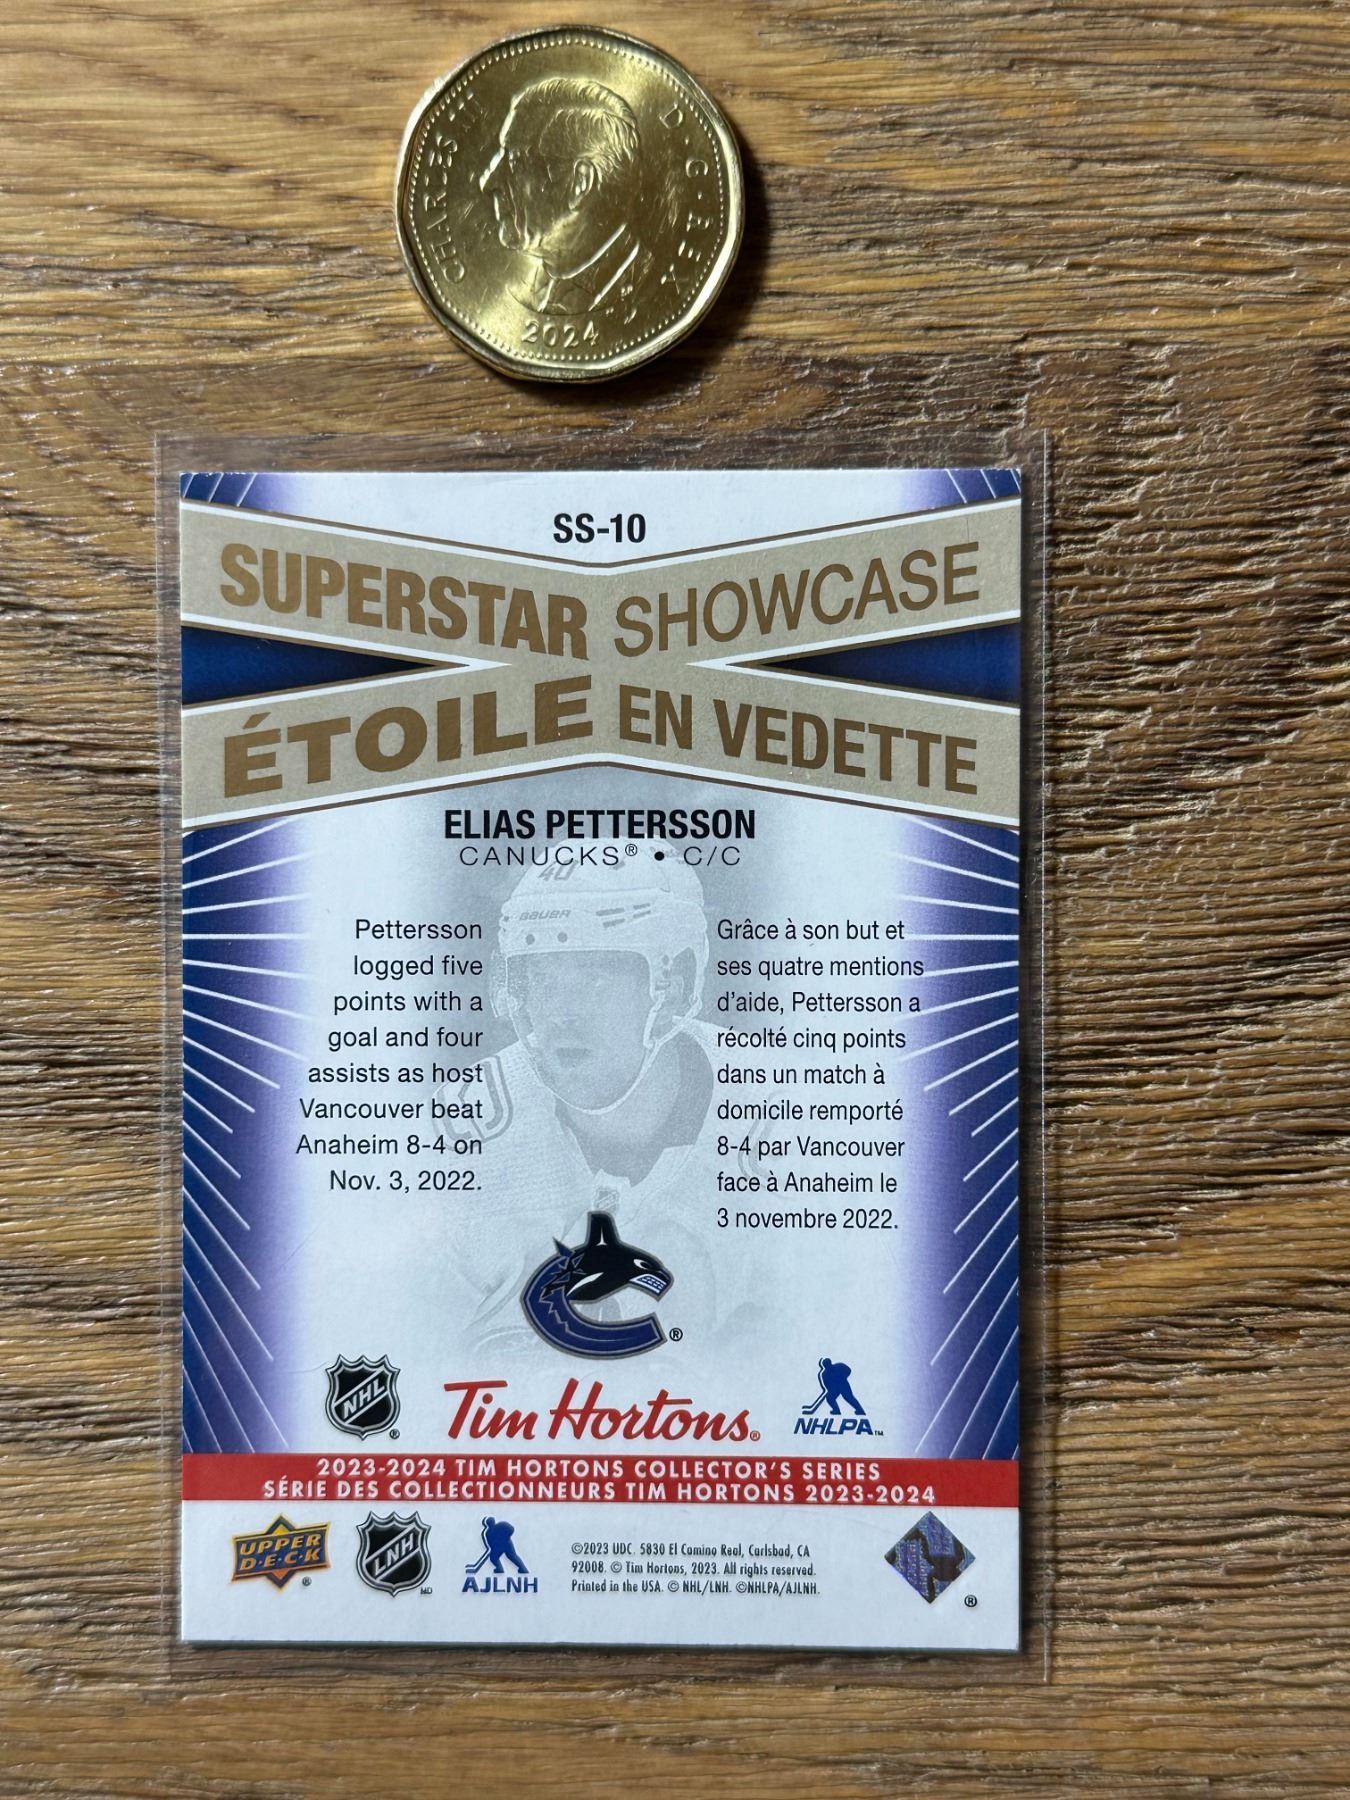 CHARLES III D·G·REX
2024
SS-10
SUPERSTAR SHOWCASE
ÉTOILE EN VEDETTE
ELIAS PETTERSSON
CANUCKS® • C/C
40
BAUER
Pettersson
logged five
points with a
goal and four
assists as host
Vancouver beat
Anaheim 8-4 on
Nov. 3, 2022.
Grâce à son but et
ses quatre mentions
d'aide, Pettersson a
récolté cinq points
dans un match à
domicile remporté
8-4 par Vancouver
face à Anaheim le
3 novembre 2022.
®
NHL®
Tim Hortons®
NHLPA™
2023-2024 TIM HORTONS COLLECTOR'S SERIES
SÉRIE DES COLLECTIONNEURS TIM HORTONS 2023-2024
UPPER
D·E·C·K®
LNH MD
AJLNH
©2023 UDC. 5830 El Camino Real, Carlsbad, CA
92008. © Tim Hortons, 2023. All rights reserved.
Printed in the USA. © NHL/LNH. ©NHLPA/AJLNH.
®